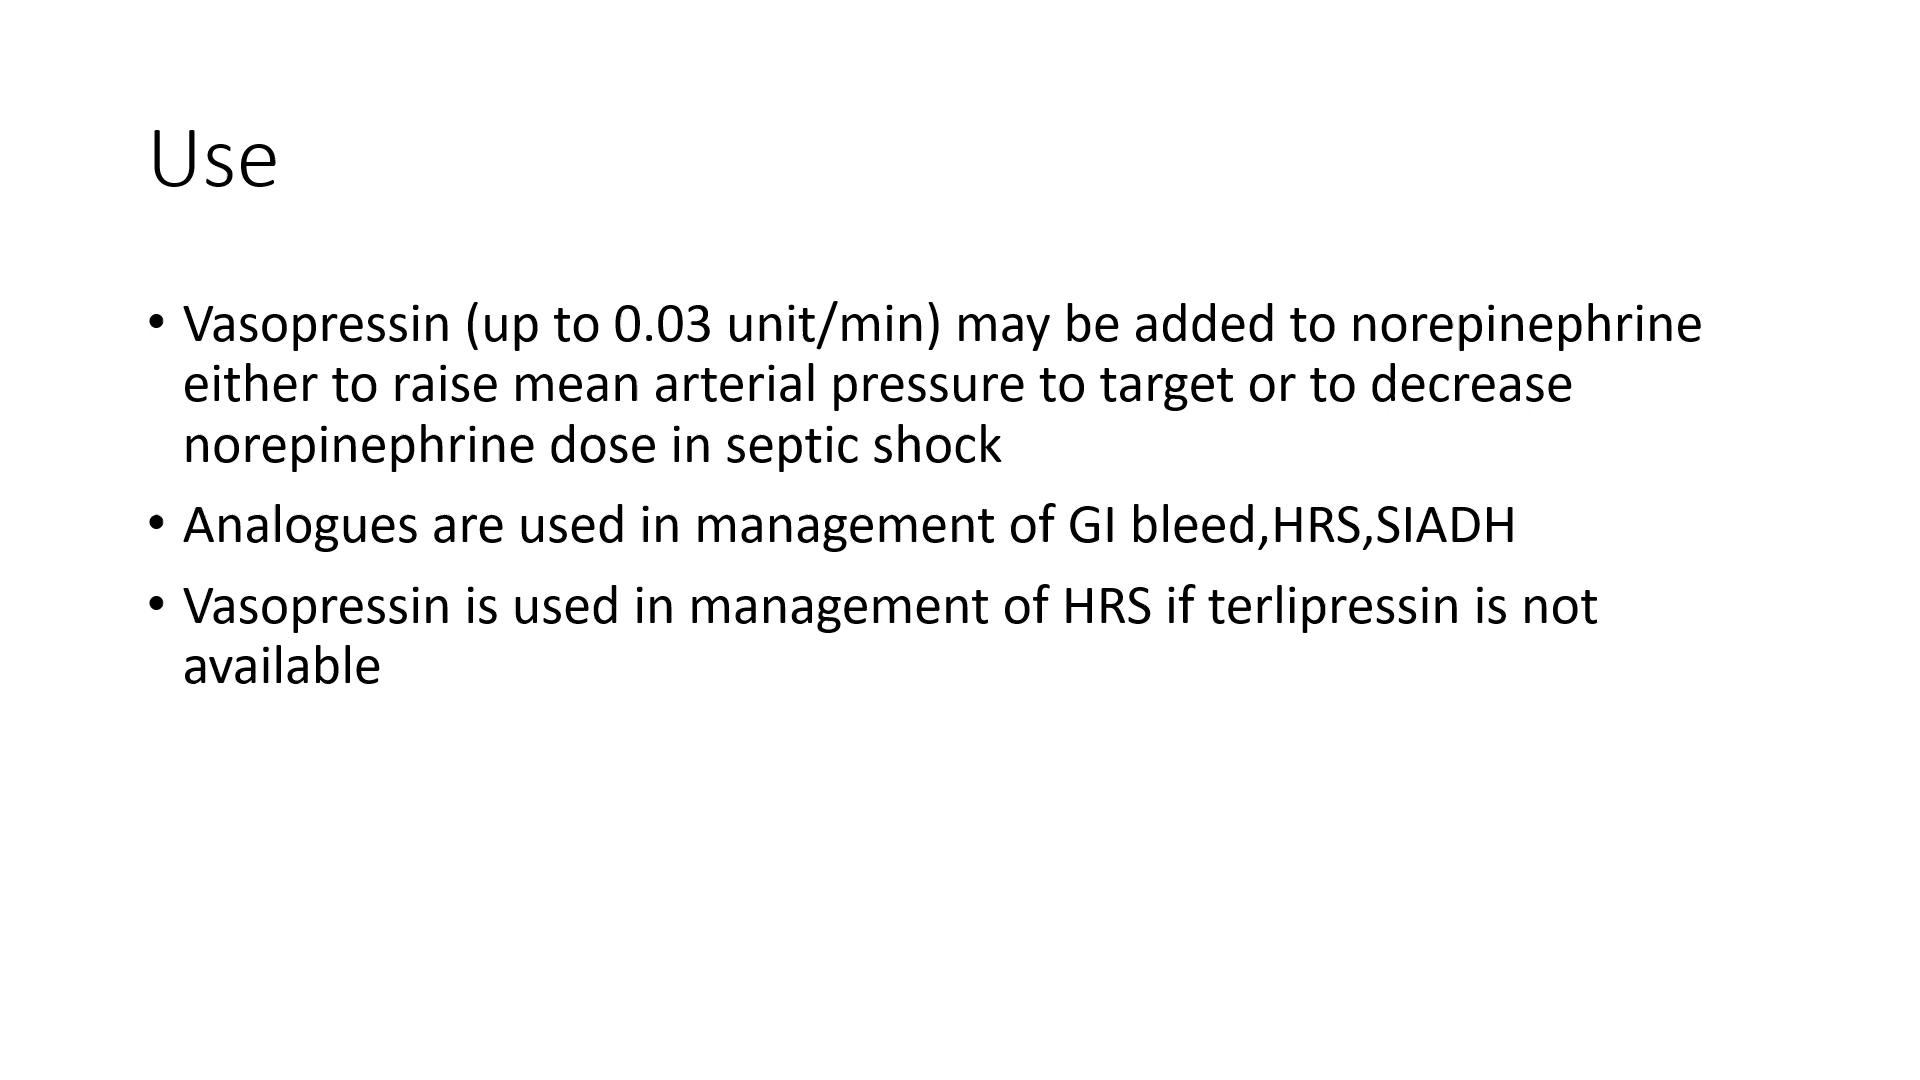 Use
• Vasopressin (up to 0.03 unit/min) may be added to norepinephrine
either to raise mean arterial pressure to target or to decrease
norepinephrine dose in septic shock
• Analogues are used in management of GI bleed,HRS,SIADH
• Vasopressin is used in management of HRS if terlipressin is not
available